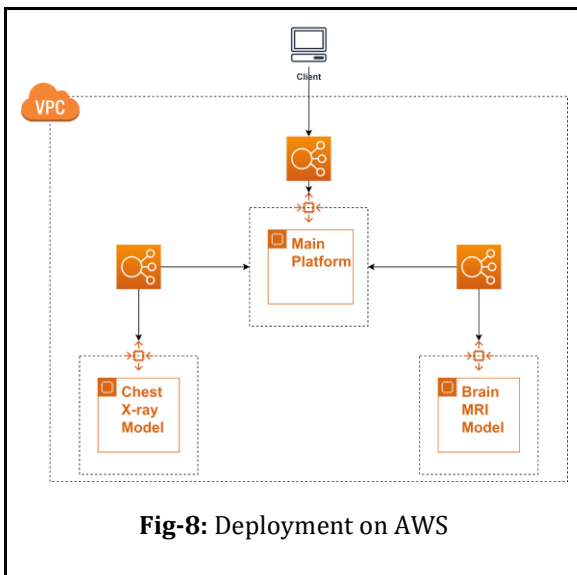 Client
VPC
Main
Platform
Chest
X-ray
Model
Brain
MRI
Model
Fig-8: Deployment on AWS